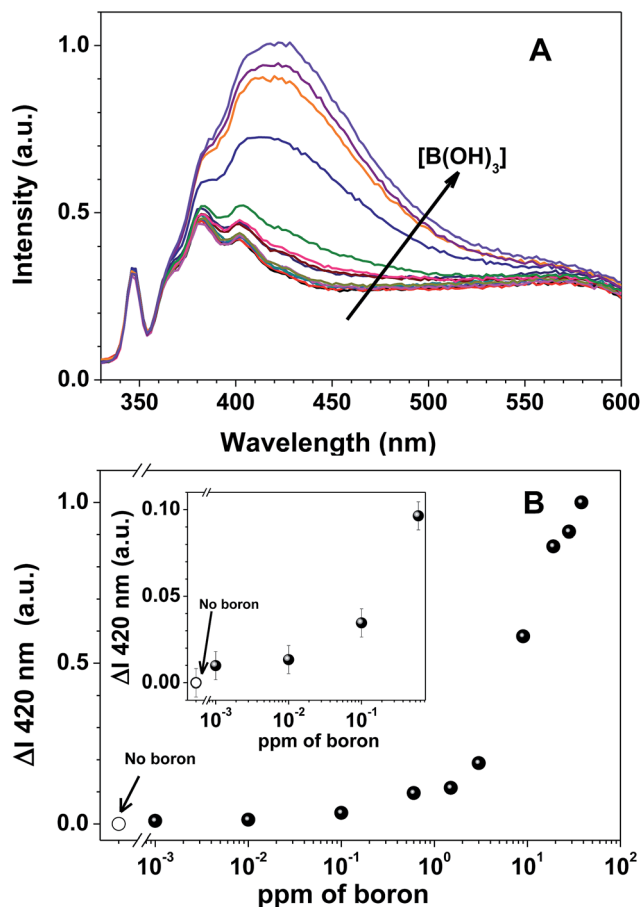 A
[B(OH)₃]
Intensity (a.u.)
1.0
0.5
0.0
350 400 450 500 550 600
Wavelength (nm)
B
ΔI 420 nm (a.u.)
1.0
0.5
0.0
No boron
10⁻³ 10⁻² 10⁻¹ 10⁰ 10¹ 10²
ppm of boron
ΔI 420 nm (a.u.)
0.10
0.05
0.00
No boron
10⁻³ 10⁻² 10⁻¹
ppm of boron